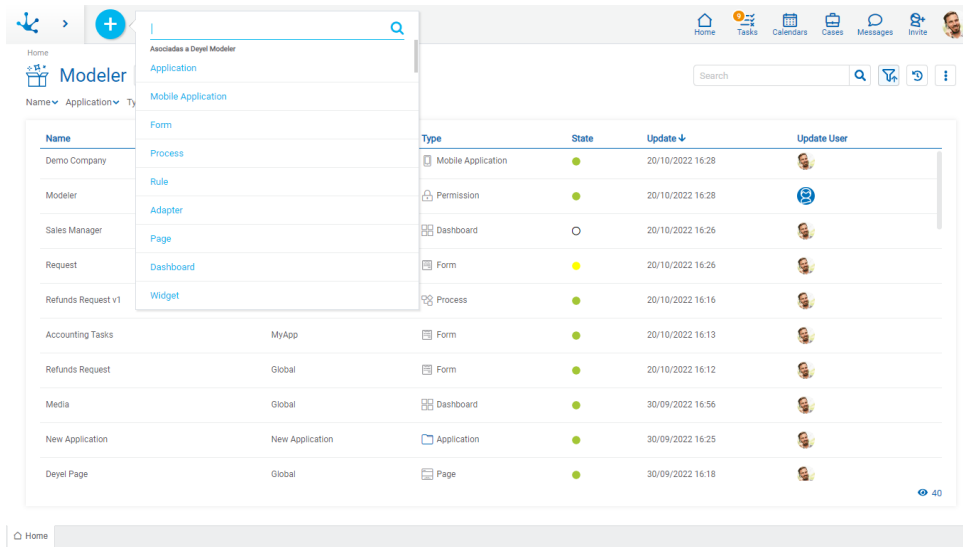 9
Home Tasks Calendars Cases Messages Invite
Home
Asociadas a Deyel Modeler
Application
Modeler
Search
Mobile Application
Name Application Ty
Form
Name Type State Update Update User
Process
Demo Company Mobile Application 20/10/2022 16:28
Rule
Modeler Permission 20/10/2022 16:28
Adapter
Sales Manager Dashboard 20/10/2022 16:26
Page
Request Form 20/10/2022 16:26
Dashboard
Refunds Request v1 Process 20/10/2022 16:16
Widget
Accounting Tasks MyApp Form 20/10/2022 16:13
Refunds Request Global Form 20/10/2022 16:12
Media Global Dashboard 30/09/2022 16:56
New Application New Application Application 30/09/2022 16:25
Deyel Page Global Page 30/09/2022 16:18
40
Home